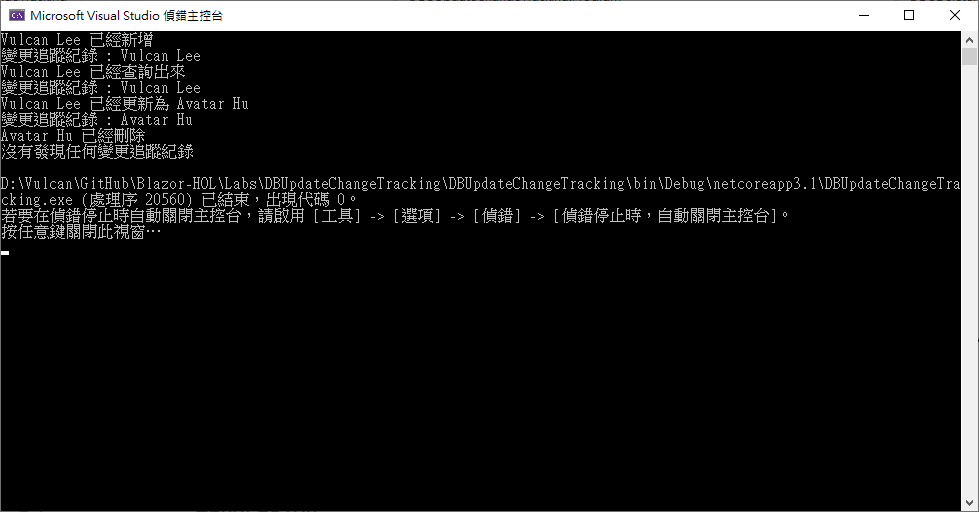 Microsoft Visual Studio 偵錯主控台
Vulcan Lee 已經新增
變更追蹤紀錄 : Vulcan Lee
Vulcan Lee 已經查詢出來
變更追蹤紀錄 : Vulcan Lee
Vulcan Lee 已經更新為 Avatar Hu
變更追蹤紀錄 : Avatar Hu
Avatar Hu 已經刪除
沒有發現任何變更追蹤紀錄
D:\Vulcan\GitHub\Blazor-HOL\Labs\DBUpdateChangeTracking\DBUpdateChangeTracking\bin\Debug\netcoreapp3.1\DBUpdateChangeTra
cking.exe (處理序 20560) 已結束，出現代碼 0。
若要在偵錯停止時自動關閉主控台，請啟用 [工具] -> [選項] -> [偵錯] -> [偵錯停止時，自動關閉主控台]。
按任意鍵關閉此視窗…